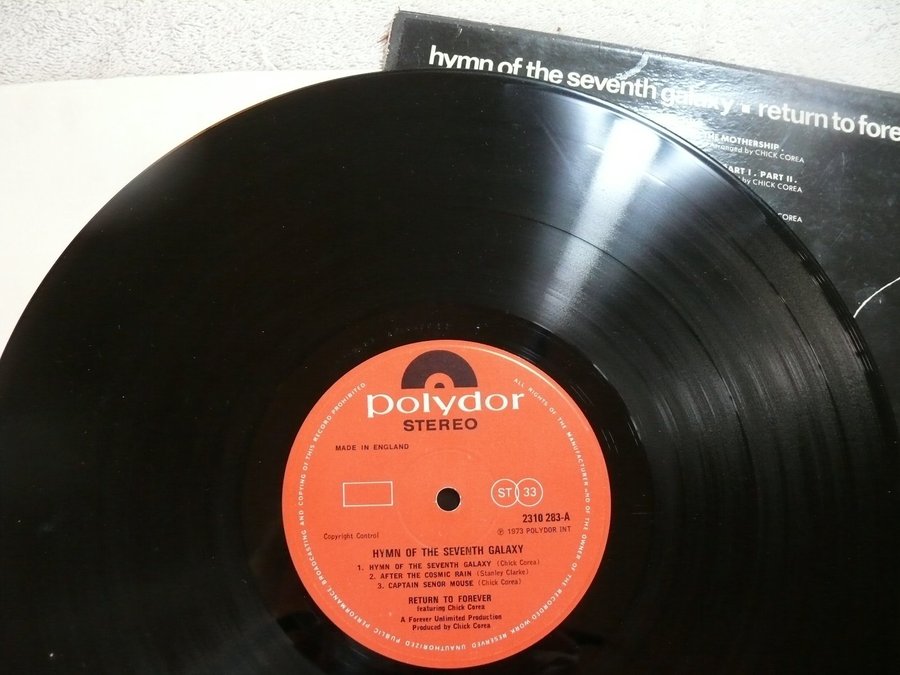 hymn of the seventh galaxy ▪ return to fore
THE MOTHERSHIP .
arranged by CHICK COREA
PART I . PART II .
by CHICK COREA
COREA
polydor
STEREO
MADE IN ENGLAND
ST 33
2310 283-A
Copyright Control
℗ 1973 POLYDOR INT
HYMN OF THE SEVENTH GALAXY
1. HYMN OF THE SEVENTH GALAXY (Chick Corea)
2. AFTER THE COSMIC RAIN (Stanley Clarke)
3. CAPTAIN SENOR MOUSE (Chick Corea)
RETURN TO FOREVER
featuring Chick Corea
A Forever Unlimited Production
Produced by Chick Corea
ALL RIGHTS OF THE MANUFACTURER AND OF THE OWNER OF THE RECORDED WORK RESERVED UNAUTHORIZED PUBLIC PERFORMANCE BROADCASTING AND COPYING OF THIS RECORD PROHIBITED